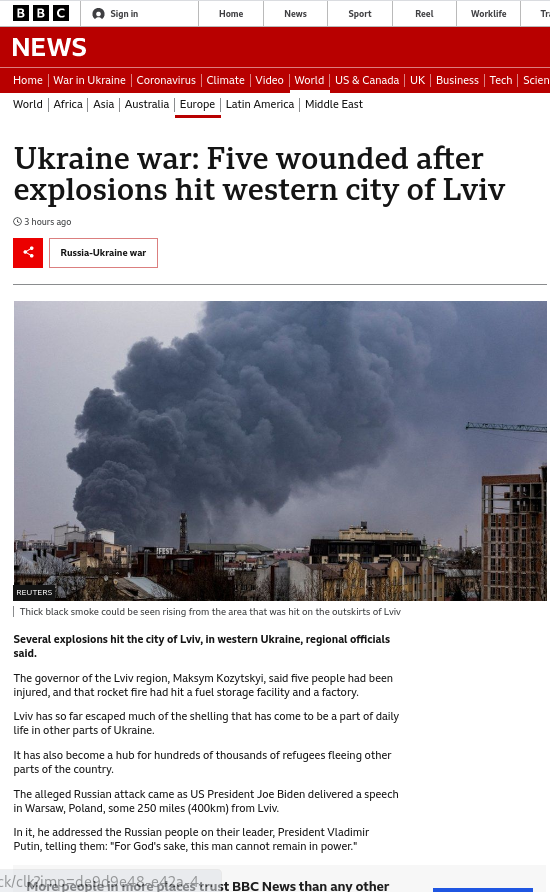 BBC Sign in Home News Sport Reel Worklife
NEWS
Home War in Ukraine Coronavirus Climate Video World US & Canada UK Business Tech
World Africa Asia Australia Europe Latin America Middle East
Ukraine war: Five wounded after
explosions hit western city of Lviv
3 hours ago
Russia-Ukraine war
!FEST
REUTERS
Thick black smoke could be seen rising from the area that was hit on the outskirts of Lviv
Several explosions hit the city of Lviv, in western Ukraine, regional officials
said.
The governor of the Lviv region, Maksym Kozytskyi, said five people had been
injured, and that rocket fire had hit a fuel storage facility and a factory.
Lviv has so far escaped much of the shelling that has come to be a part of daily
life in other parts of Ukraine.
It has also become a hub for hundreds of thousands of refugees fleeing other
parts of the country.
The alleged Russian attack came as US President Joe Biden delivered a speech
in Warsaw, Poland, some 250 miles (400km) from Lviv.
In it, he addressed the Russian people on their leader, President Vladimir
Putin, telling them: "For God's sake, this man cannot remain in power."
More people in more places trust BBC News than any other